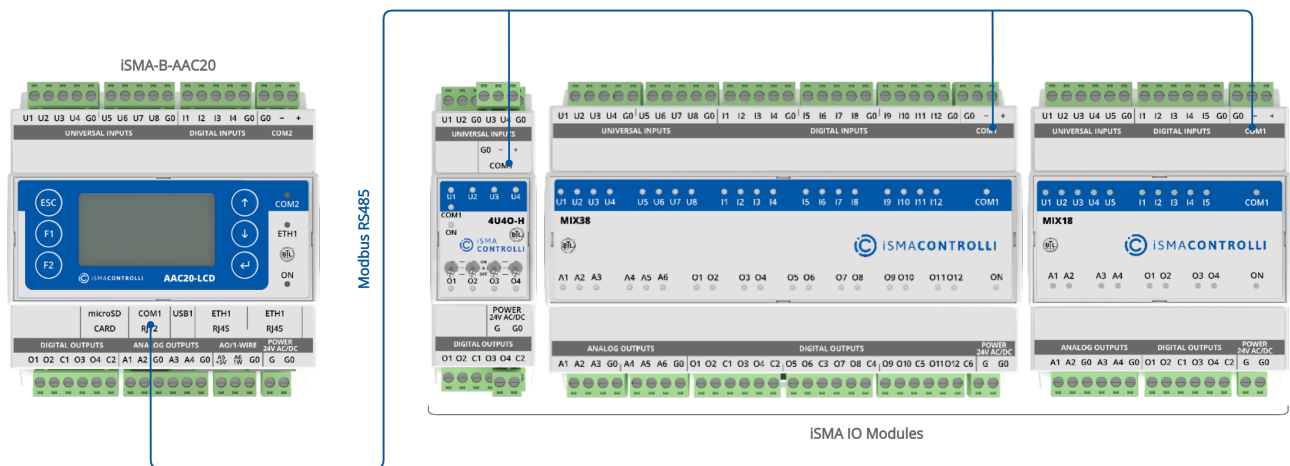 iSMA-B-AAC20
U1 U2 U3 U4 G0 U5 U6 U7 U8 G0 I1 I2 I3 I4 G0 G0 − +
UNIVERSAL INPUTS DIGITAL INPUTS COM2
ESC
F1
F2
COM2
ETH1
BTL
ON
iSMACONTROLLI AAC20-LCD
microSD COM1 USB1 ETH1 ETH1
CARD RJ12 RJ45 RJ45
DIGITAL OUTPUTS ANALOG OUTPUTS AO/1-WIRE POWER
24V AC/DC
O1 O2 C1 O3 O4 C2 A1 A2 G0 A3 A4 G0 A5 A6 G0 G G0
+5V 1W
Modbus RS485
U1 U2 G0 U3 U4 G0
UNIVERSAL INPUTS
G0 − +
COM1
U1 U2 U3 U4
COM1
4U4O-H
ON
iSMA
CONTROLLI
BTL
ON
A
OFF
O1 O2 O3 O4
POWER
24V AC/DC
G G0
DIGITAL OUTPUTS
O1 O2 C1 O3 O4 C2
U1 U2 U3 U4 G0 U5 U6 U7 U8 G0 I1 I2 I3 I4 G0 I5 I6 I7 I8 G0 I9 I10 I11 I12 G0 G0 − +
UNIVERSAL INPUTS DIGITAL INPUTS COM1
U1 U2 U3 U4 U5 U6 U7 U8 I1 I2 I3 I4 I5 I6 I7 I8 I9 I10 I11 I12 COM1
MIX38
BTL
iSMACONTROLLI
A1 A2 A3 A4 A5 A6 O1 O2 O3 O4 O5 O6 O7 O8 O9 O10 O11 O12 ON
ANALOG OUTPUTS DIGITAL OUTPUTS POWER
24V AC/DC
A1 A2 A3 G0 A4 A5 A6 G0 O1 O2 C1 O3 O4 C2 O5 O6 C3 O7 O8 C4 O9 O10 C5 O11 O12 C6 G G0
U1 U2 U3 U4 U5 G0 I1 I2 I3 I4 I5 G0 G0 − +
UNIVERSAL INPUTS DIGITAL INPUTS COM1
U1 U2 U3 U4 U5 I1 I2 I3 I4 I5 COM1
MIX18
BTL
iSMACONTROLLI
A1 A2 A3 A4 O1 O2 O3 O4 ON
ANALOG OUTPUTS DIGITAL OUTPUTS POWER
24V AC/DC
A1 A2 G0 A3 A4 G0 O1 O2 C1 O3 O4 C2 G G0
iSMA IO Modules